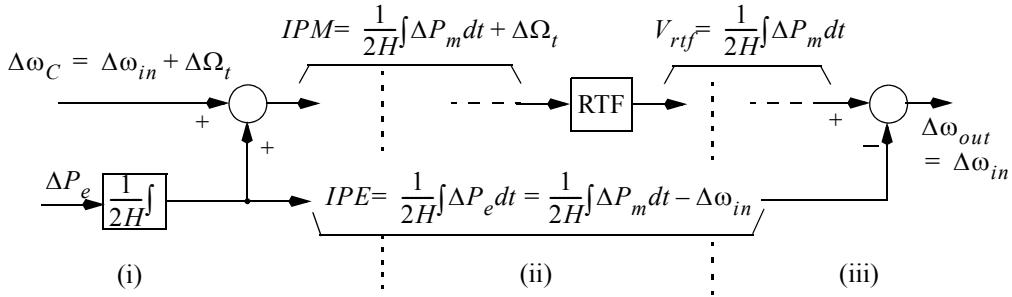 IPM= 1/2H ∫ΔP_m dt + ΔΩ_t
V_rtf= 1/2H ∫ΔP_m dt
Δω_C = Δω_in + ΔΩ_t
+
+
RTF
+
−
Δω_out
= Δω_in
ΔP_e
1/2H ∫
IPE= 1/2H ∫ΔP_e dt = 1/2H ∫ΔP_m dt − Δω_in
(i)
(ii)
(iii)